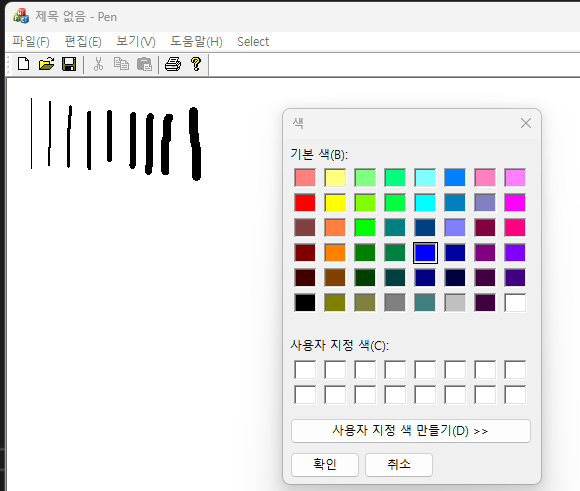 제목 없음 - Pen
파일(F) 편집(E) 보기(V) 도움말(H) Select
색
기본 색(B):
사용자 지정 색(C):
사용자 지정 색 만들기(D) >>
확인 취소